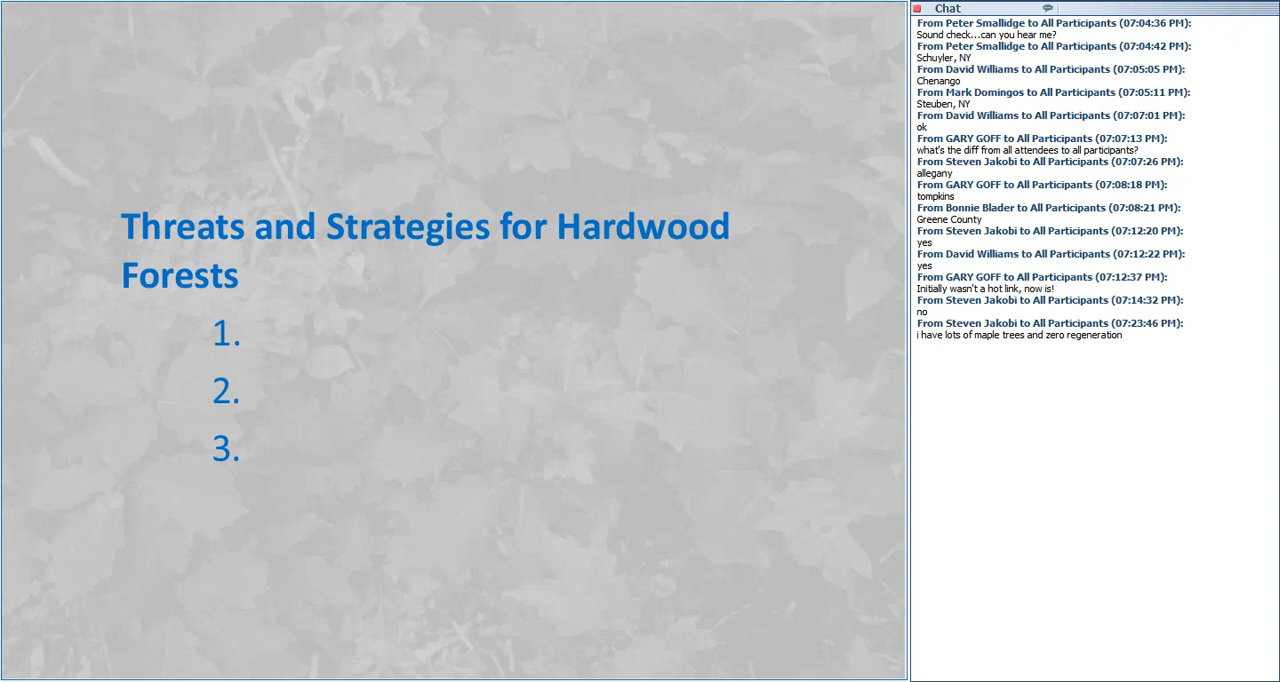 Threats and Strategies for Hardwood
Forests
1.
2.
3.
Chat
From Peter Smallidge to All Participants (07:04:36 PM):
Sound check...can you hear me?
From Peter Smallidge to All Participants (07:04:42 PM):
Schuyler, NY
From David Williams to All Participants (07:05:05 PM):
Chenango
From Mark Domingos to All Participants (07:05:11 PM):
Steuben, NY
From David Williams to All Participants (07:07:01 PM):
ok
From GARY GOFF to All Participants (07:07:13 PM):
what's the diff from all attendees to all participants?
From Steven Jakobi to All Participants (07:07:26 PM):
allegany
From GARY GOFF to All Participants (07:08:18 PM):
tompkins
From Bonnie Blader to All Participants (07:08:21 PM):
Greene County
From Steven Jakobi to All Participants (07:12:20 PM):
yes
From David Williams to All Participants (07:12:22 PM):
yes
From GARY GOFF to All Participants (07:12:37 PM):
Initially wasn't a hot link, now is!
From Steven Jakobi to All Participants (07:14:32 PM):
no
From Steven Jakobi to All Participants (07:23:46 PM):
i have lots of maple trees and zero regeneration